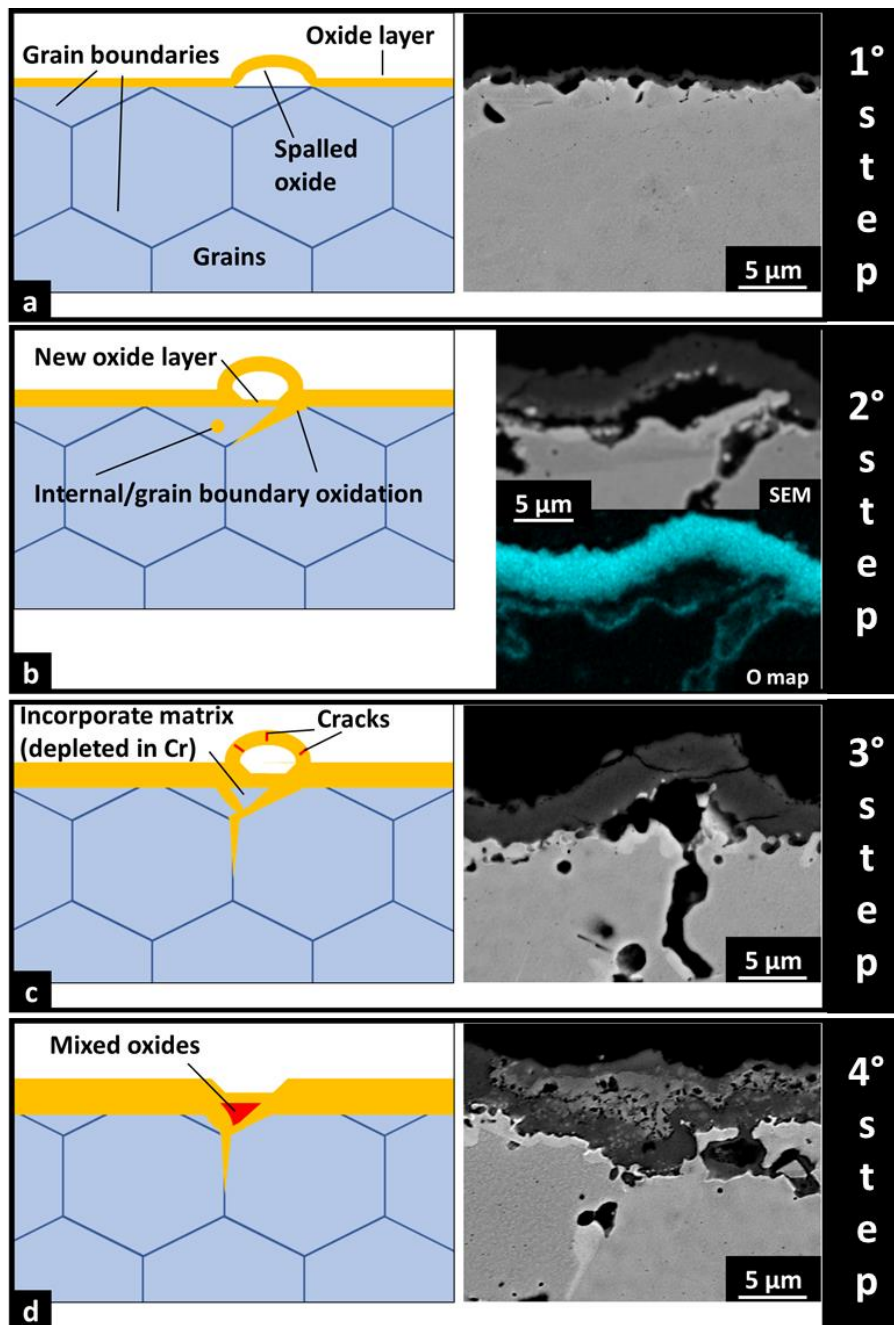 Grain boundaries
Oxide layer
Spalled
oxide
Grains
a
5 µm
1°
s
t
e
p
New oxide layer
Internal/grain boundary oxidation
b
SEM
5 µm
O map
2°
s
t
e
p
Incorporate matrix
(depleted in Cr)
Cracks
c
5 µm
3°
s
t
e
p
Mixed oxides
d
5 µm
4°
s
t
e
p